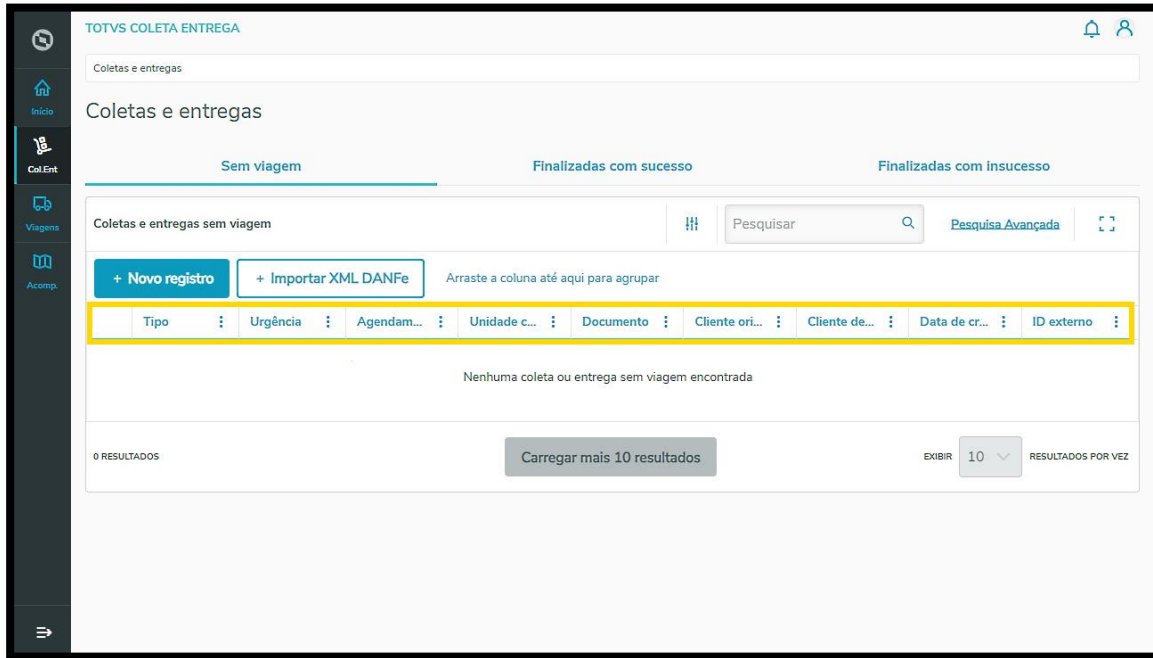 TOTVS COLETA ENTREGA
Coletas e entregas
Início
Coletas e entregas
Col.Ent
Sem viagem Finalizadas com sucesso Finalizadas com insucesso
Viagens
Coletas e entregas sem viagem Pesquisar Pesquisa Avançada
Acomp.
+ Novo registro + Importar XML DANFe Arraste a coluna até aqui para agrupar
Tipo Urgência Agendam... Unidade c... Documento Cliente ori... Cliente de... Data de cr... ID externo
Nenhuma coleta ou entrega sem viagem encontrada
0 RESULTADOS Carregar mais 10 resultados EXIBIR 10 RESULTADOS POR VEZ